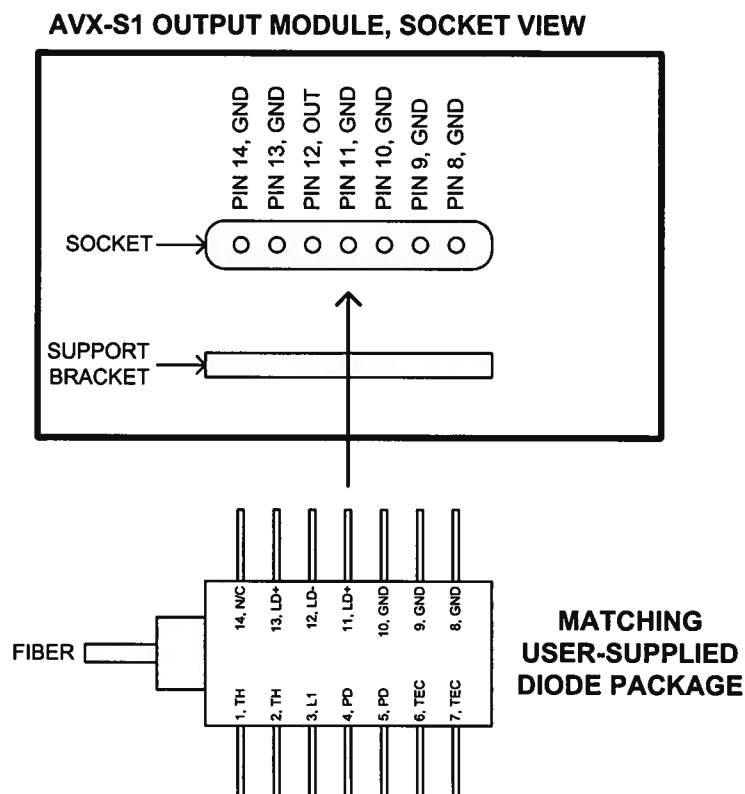 AVX-S1 OUTPUT MODULE, SOCKET VIEW
PIN 14, GND
PIN 13, GND
PIN 12, OUT
PIN 11, GND
PIN 10, GND
PIN 9, GND
PIN 8, GND
SOCKET
SUPPORT
BRACKET
14, N/C
13, LD+
12, LD-
11, LD+
10, GND
9, GND
8, GND
FIBER
MATCHING
USER-SUPPLIED
DIODE PACKAGE
1, TH
2, TH
3, L1
4, PD
5, PD
6, TEC
7, TEC